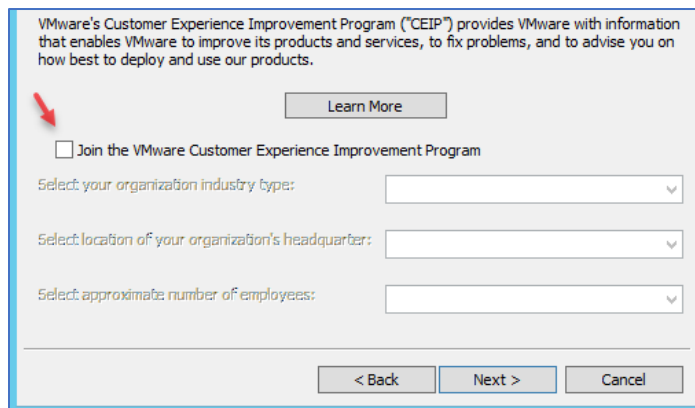 VMware's Customer Experience Improvement Program ("CEIP") provides VMware with information
that enables VMware to improve its products and services, to fix problems, and to advise you on
how best to deploy and use our products.
Learn More
Join the VMware Customer Experience Improvement Program
Select your organization industry type:
Select location of your organization's headquarter:
Select approximate number of employees:
< Back
Next >
Cancel